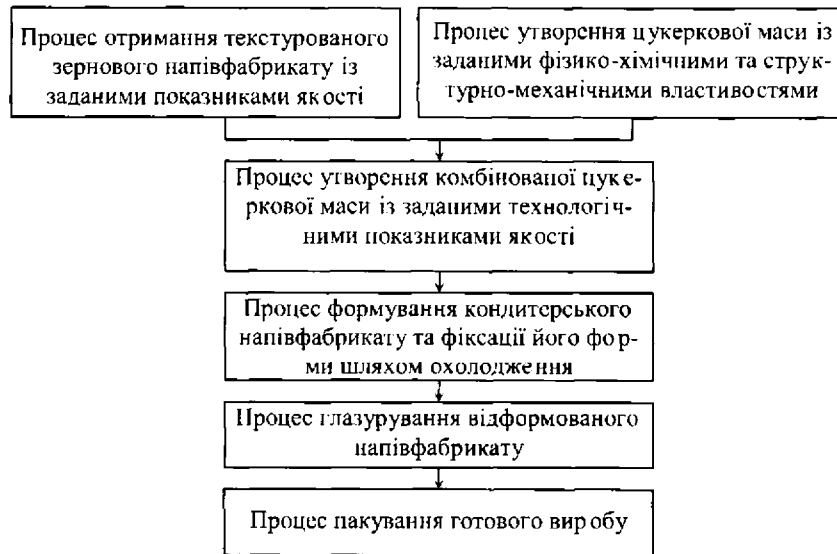 Процес отримання текстурованого
зернового напівфабрикату із
заданими показниками якості
Процес утворення цукеркової маси із
заданими фізико-хімічними та струк-
турно-механічними властивостями
Процес утворення комбінованої цуке-
ркової маси із заданими технологіч-
ними показниками якості
Процес формування кондитерського
напівфабрикату та фіксації його фор-
ми шляхом охолодження
Процес глазурування відформованого
напівфабрикату
Процес пакування готового виробу